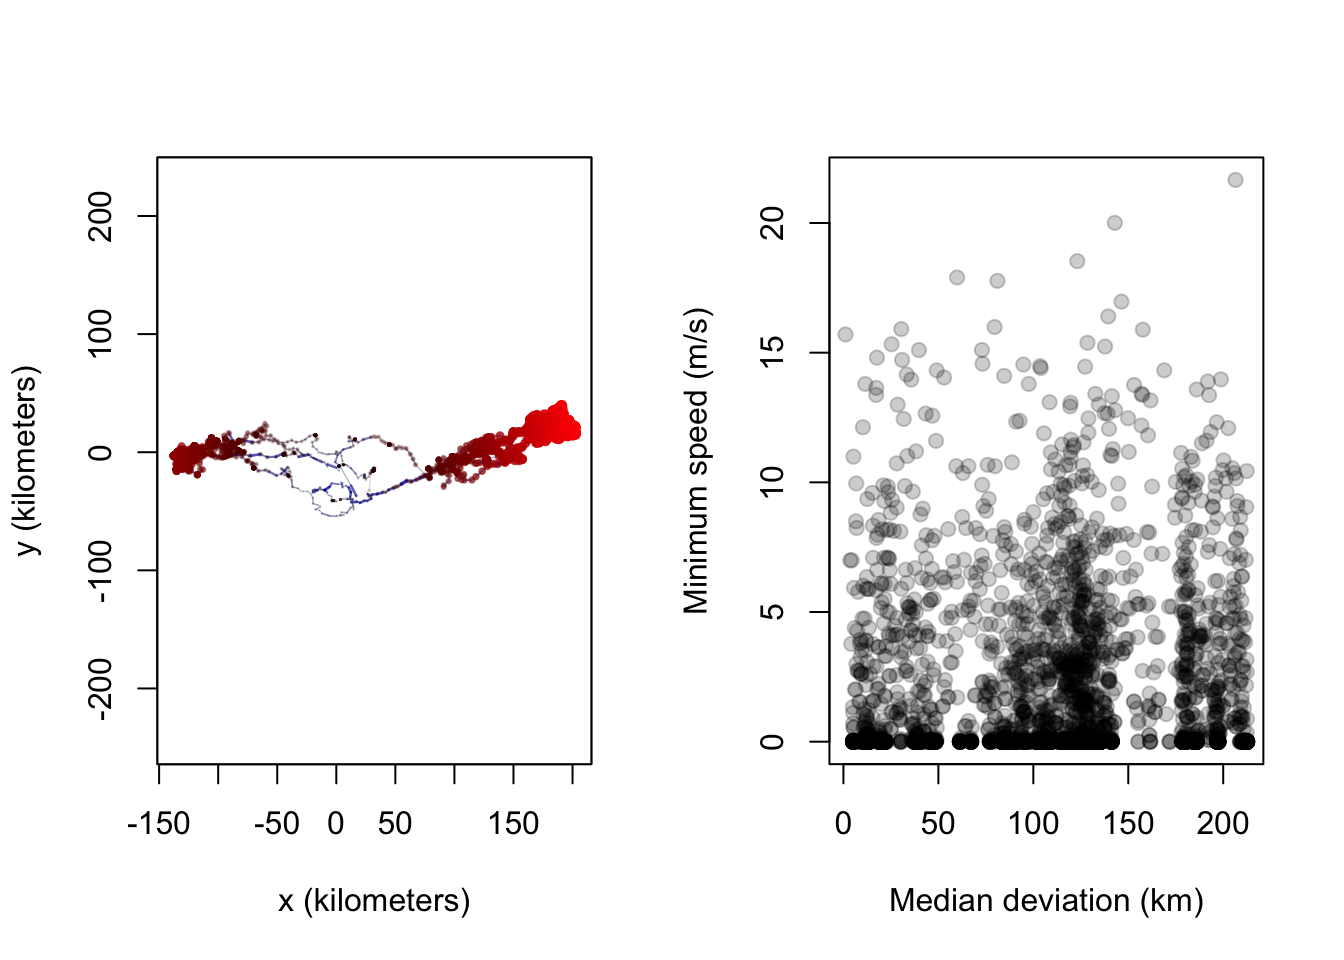 200
100
0
-100
-200
y (kilometers)
-150 -50 0 50 150
x (kilometers)
20
15
10
5
0
Minimum speed (m/s)
0 50 100 150 200
Median deviation (km)